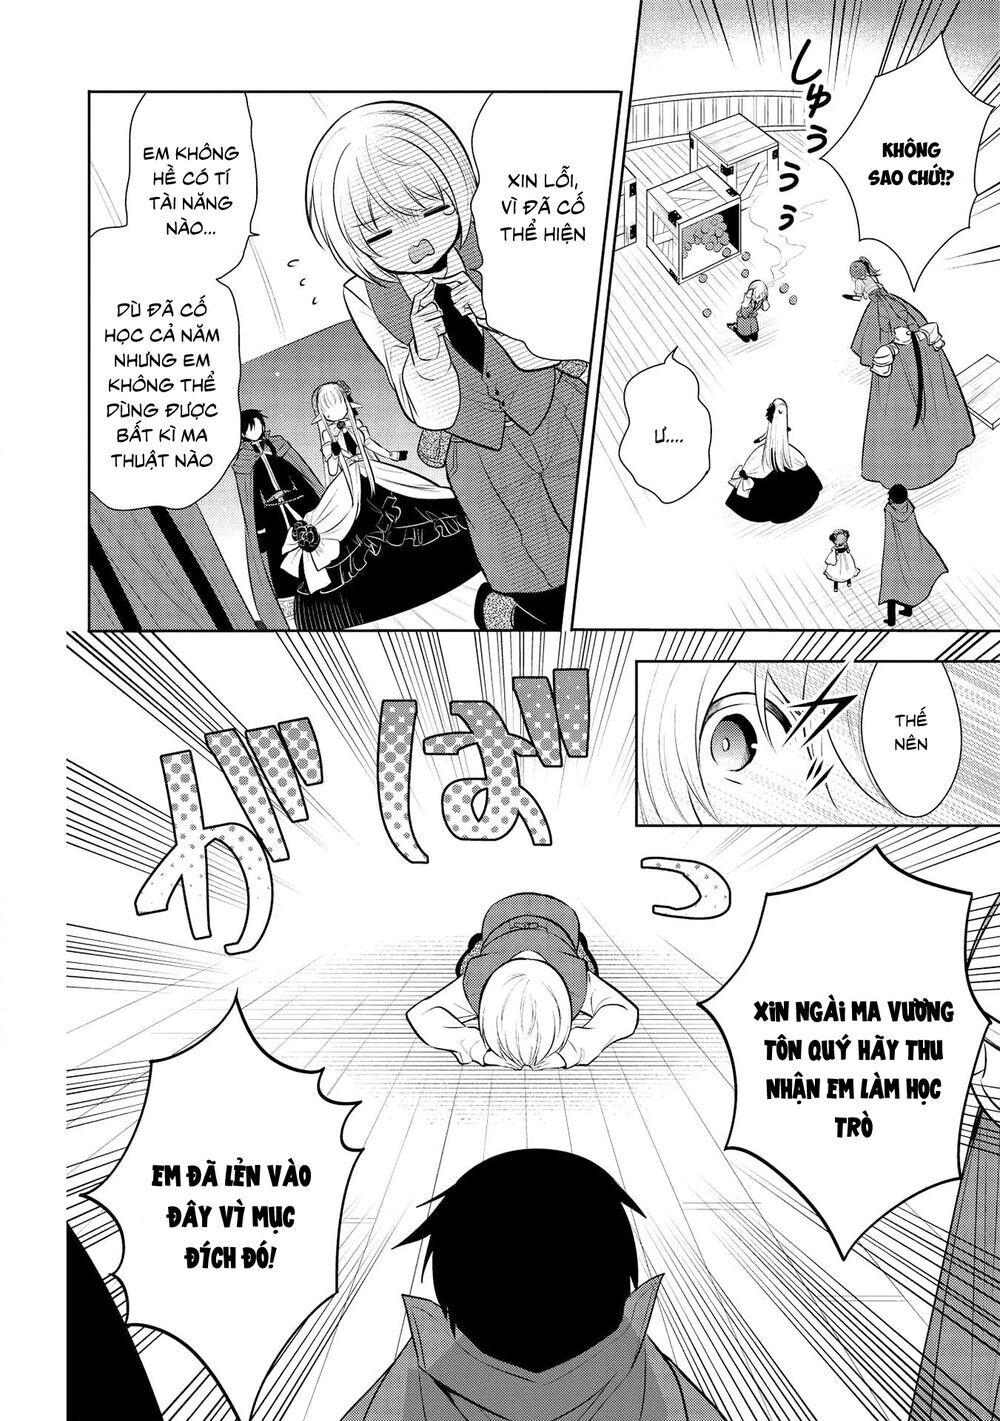 KHÔNG
SAO CHỨ!?
しゅううぅ
Ư....
XIN LỖI,
VÌ ĐÃ CỐ
THỂ HIỆN
EM KHÔNG
HỀ CÓ TÍ
TÀI NĂNG
NÀO...
DÙ ĐÃ CỐ
HỌC CẢ NĂM
NHƯNG EM
KHÔNG THỂ
DÙNG ĐƯỢC
BẤT KÌ MA
THUẬT NÀO
THẾ
NÊN
がばっ
XIN NGÀI MA VƯƠNG
TÔN QUÝ HÃY THU
NHẬN EM LÀM HỌC
TRÒ
EM ĐÃ LẺN VÀO
ĐÂY VÌ MỤC
ĐÍCH ĐÓ!